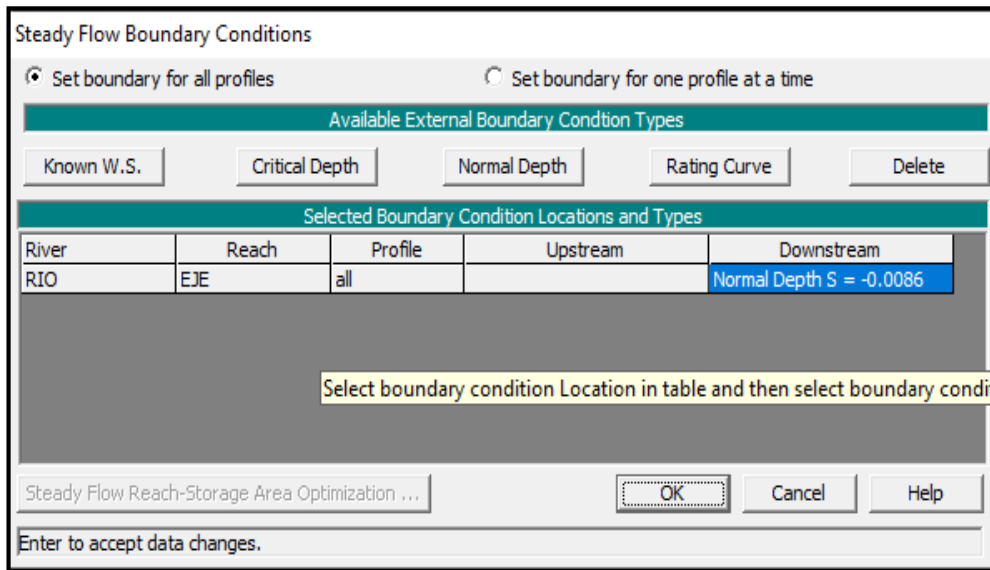 Steady Flow Boundary Conditions
Set boundary for all profiles Set boundary for one profile at a time
Available External Boundary Condtion Types
Known W.S. Critical Depth Normal Depth Rating Curve Delete
Selected Boundary Condition Locations and Types
River Reach Profile Upstream Downstream
RIO EJE all Normal Depth S = -0.0086
Select boundary condition Location in table and then select boundary condi
Steady Flow Reach-Storage Area Optimization ... OK Cancel Help
Enter to accept data changes.